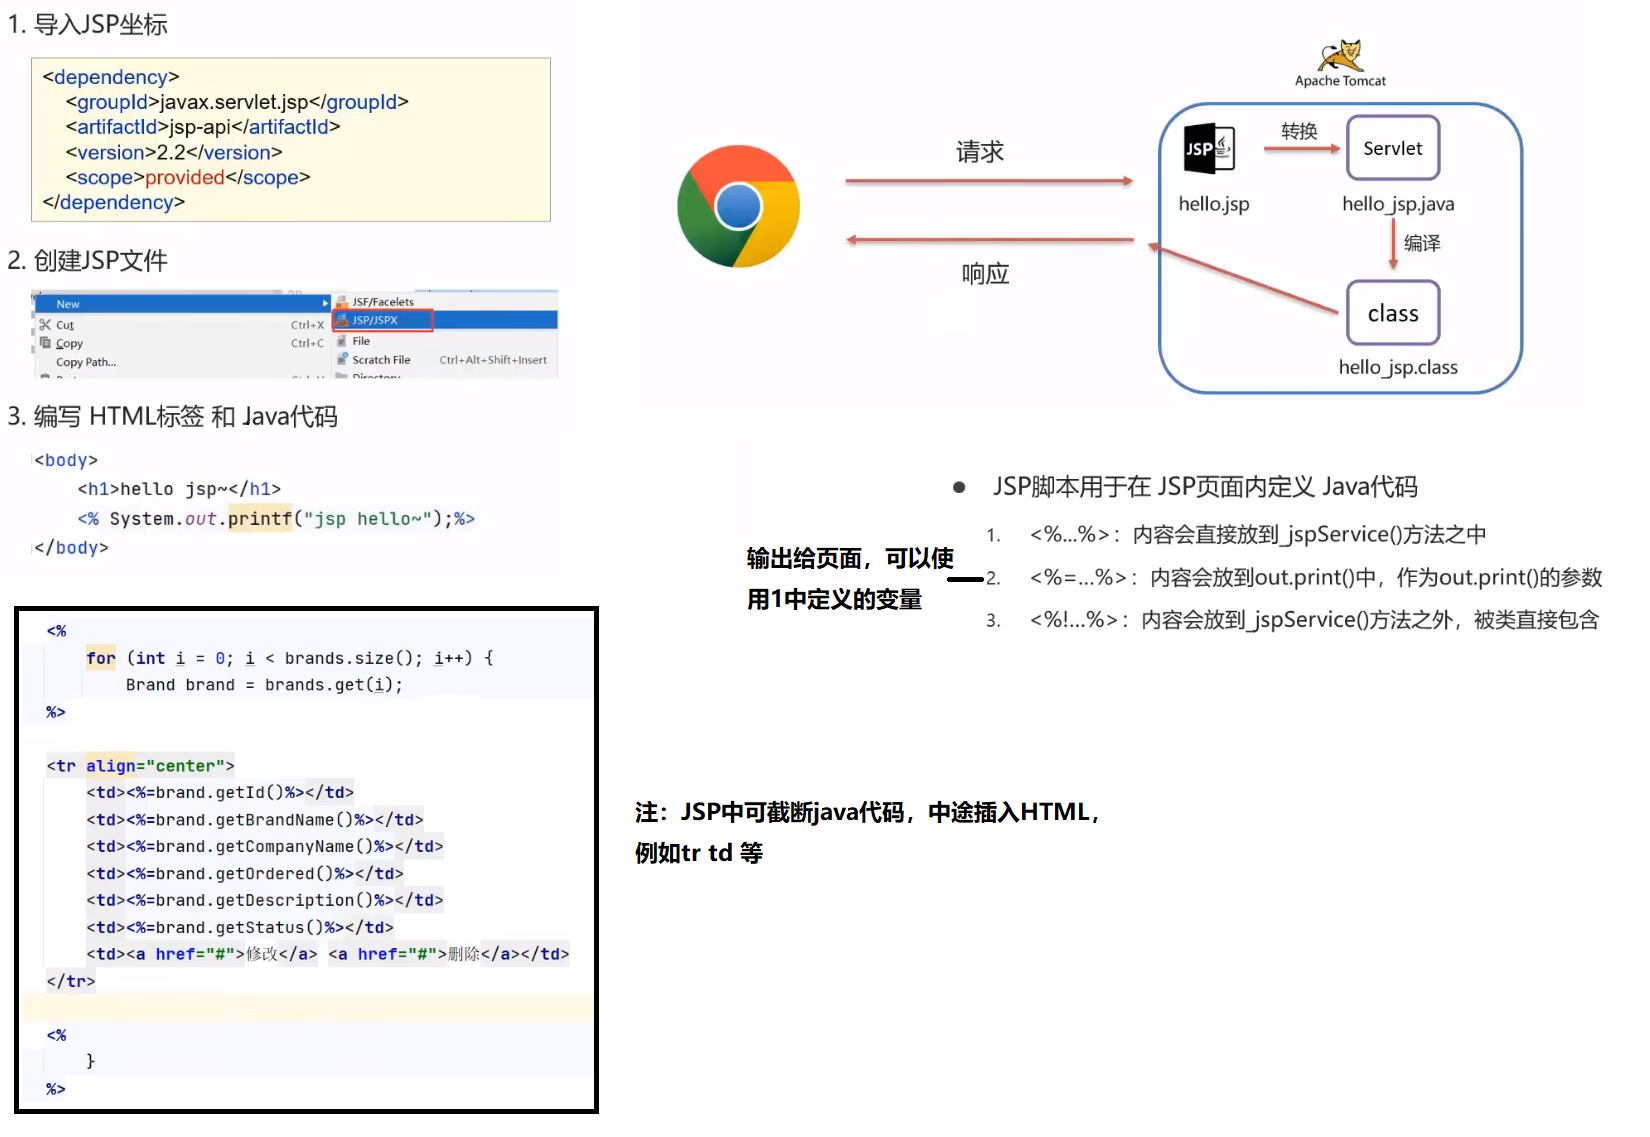 1. 导入JSP坐标
<dependency>
<groupId>javax.servlet.jsp</groupId>
<artifactId>jsp-api</artifactId>
<version>2.2</version>
<scope>provided</scope>
</dependency>
2. 创建JSP文件
New
JSF/Facelets
JSP/JSPX
Cut Ctrl+X
File
Copy Ctrl+C
Scratch File Ctrl+Alt+Shift+Insert
Copy Path...
Directory
3. 编写 HTML标签 和 Java代码
<body>
<h1>hello jsp~</h1>
<% System.out.printf("jsp hello~");%>
</body>
<%
for (int i = 0; i < brands.size(); i++) {
Brand brand = brands.get(i);
%>
<tr align="center">
<td><%=brand.getId()%></td>
<td><%=brand.getBrandName()%></td>
<td><%=brand.getCompanyName()%></td>
<td><%=brand.getOrdered()%></td>
<td><%=brand.getDescription()%></td>
<td><%=brand.getStatus()%></td>
<td><a href="#">修改</a> <a href="#">删除</a></td>
</tr>
<%
}
%>
Apache Tomcat
请求
响应
JSP
转换
Servlet
hello.jsp
hello_jsp.java
编译
class
hello_jsp.class
● JSP脚本用于在 JSP页面内定义 Java代码
1. <%...%>：内容会直接放到_jspService()方法之中
2. <%=...%>：内容会放到out.print()中，作为out.print()的参数
3. <%!...%>：内容会放到_jspService()方法之外，被类直接包含
输出给页面，可以使
用1中定义的变量
注：JSP中可截断java代码，中途插入HTML，
例如tr td 等